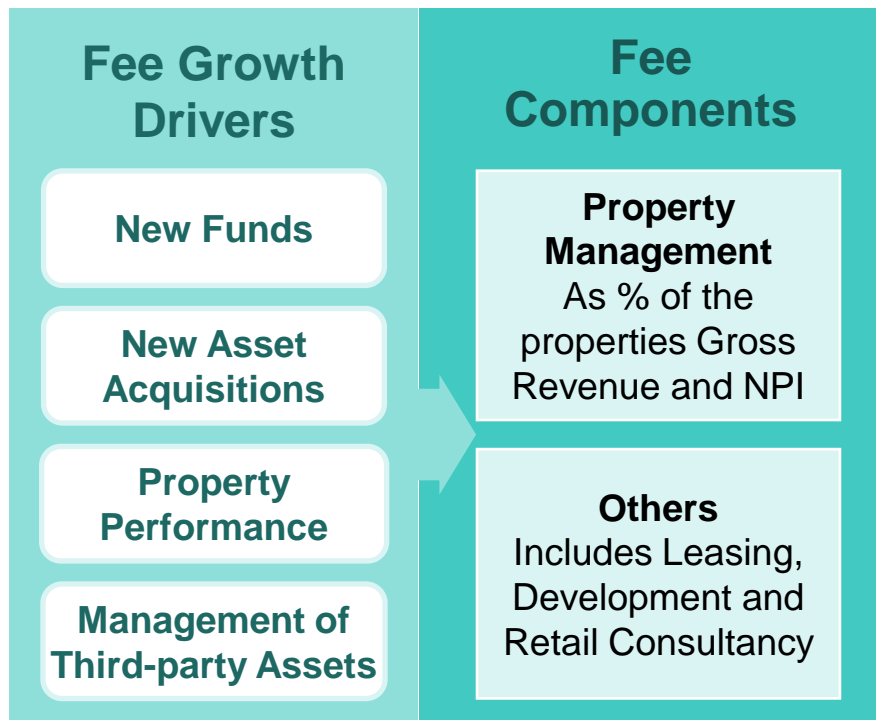 Fee Growth
Drivers
New Funds
New Asset
Acquisitions
Property
Performance
Management of
Third-party Assets
Fee
Components
Property
Management
As % of the
properties Gross
Revenue and NPI
Others
Includes Leasing,
Development and
Retail Consultancy